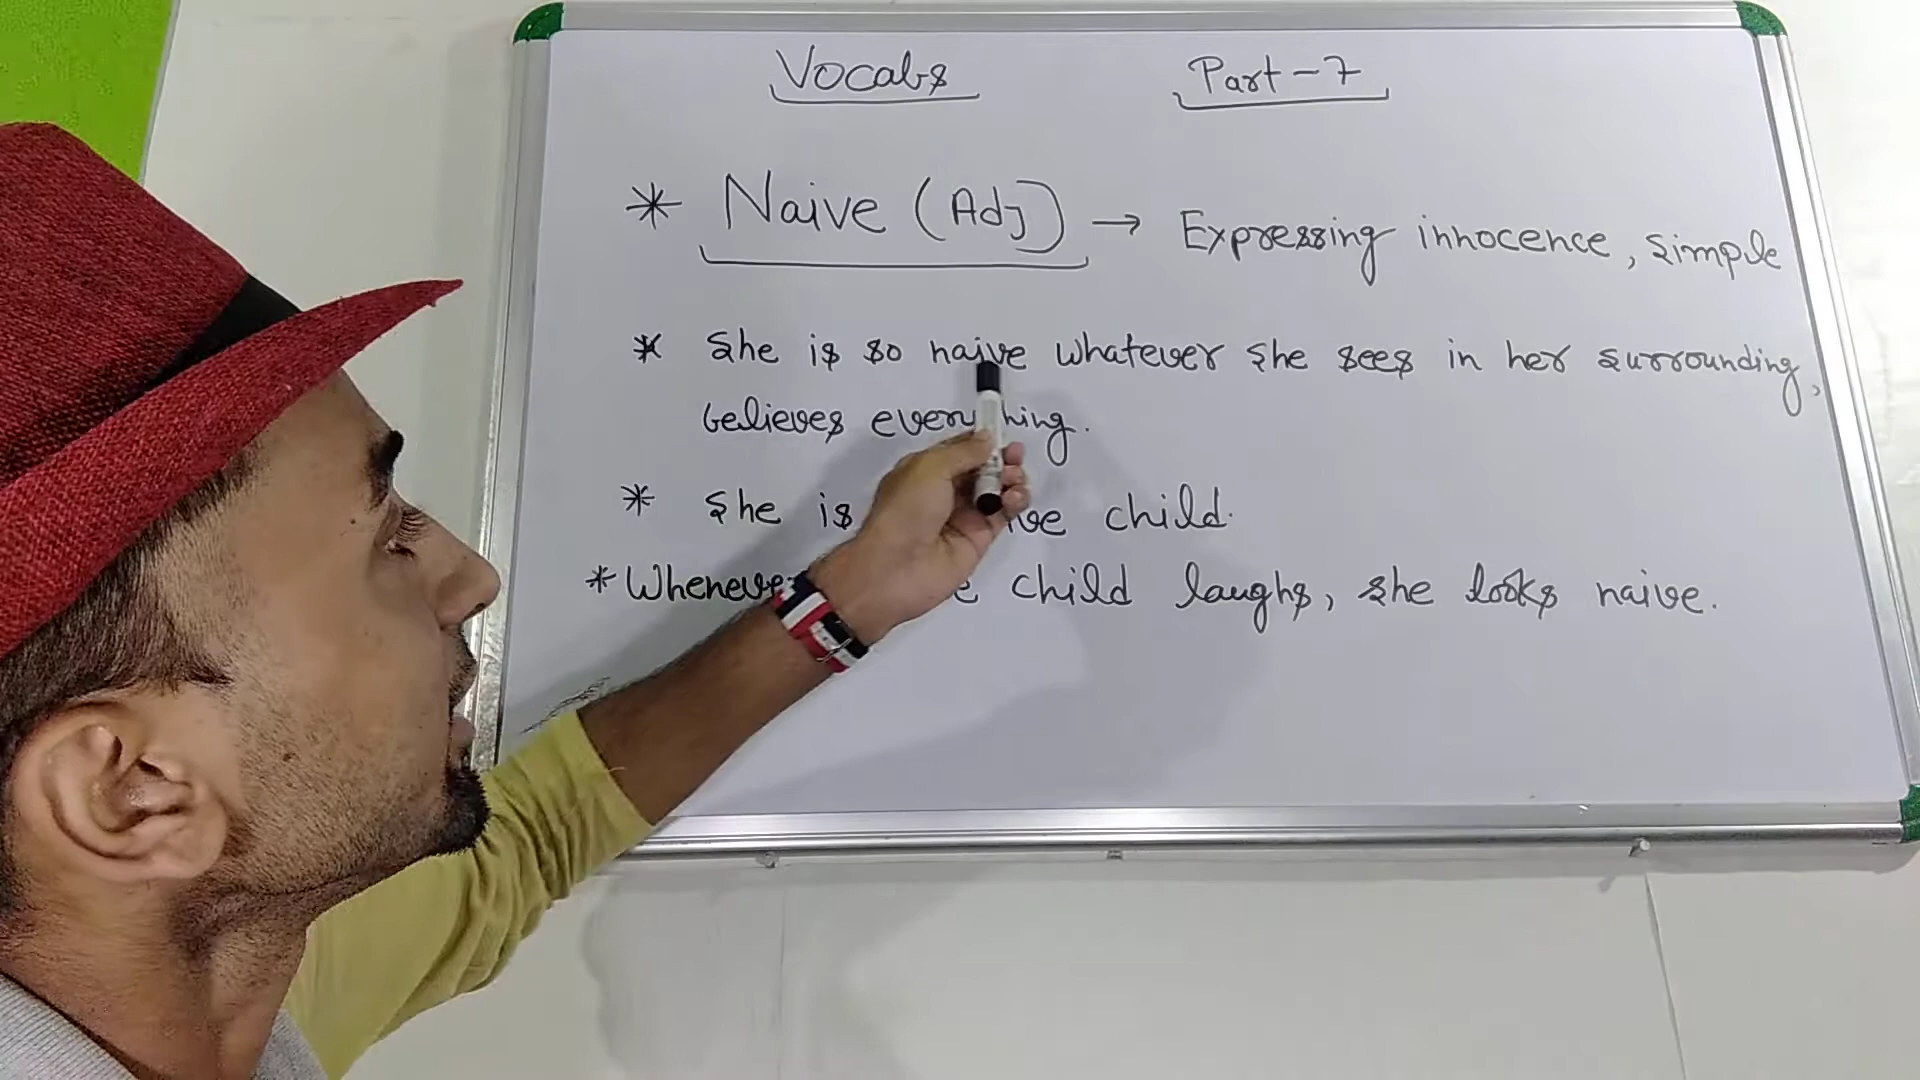 Vocabs Part-7
* Naive (Adj) → Expressing innocence, simple
* She is so naive whatever she sees in her surrounding,
believes everything.
* She is child.
* Whenever child laughs, she looks naive.